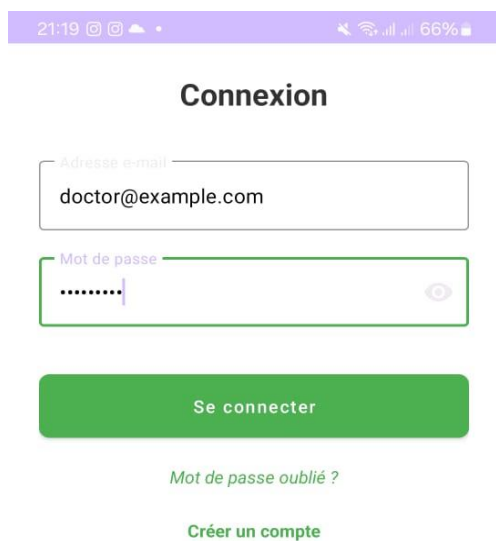 21:19 66%
Connexion
Adresse e-mail
doctor@example.com
Mot de passe
•••••••••
Se connecter
Mot de passe oublié ?
Créer un compte